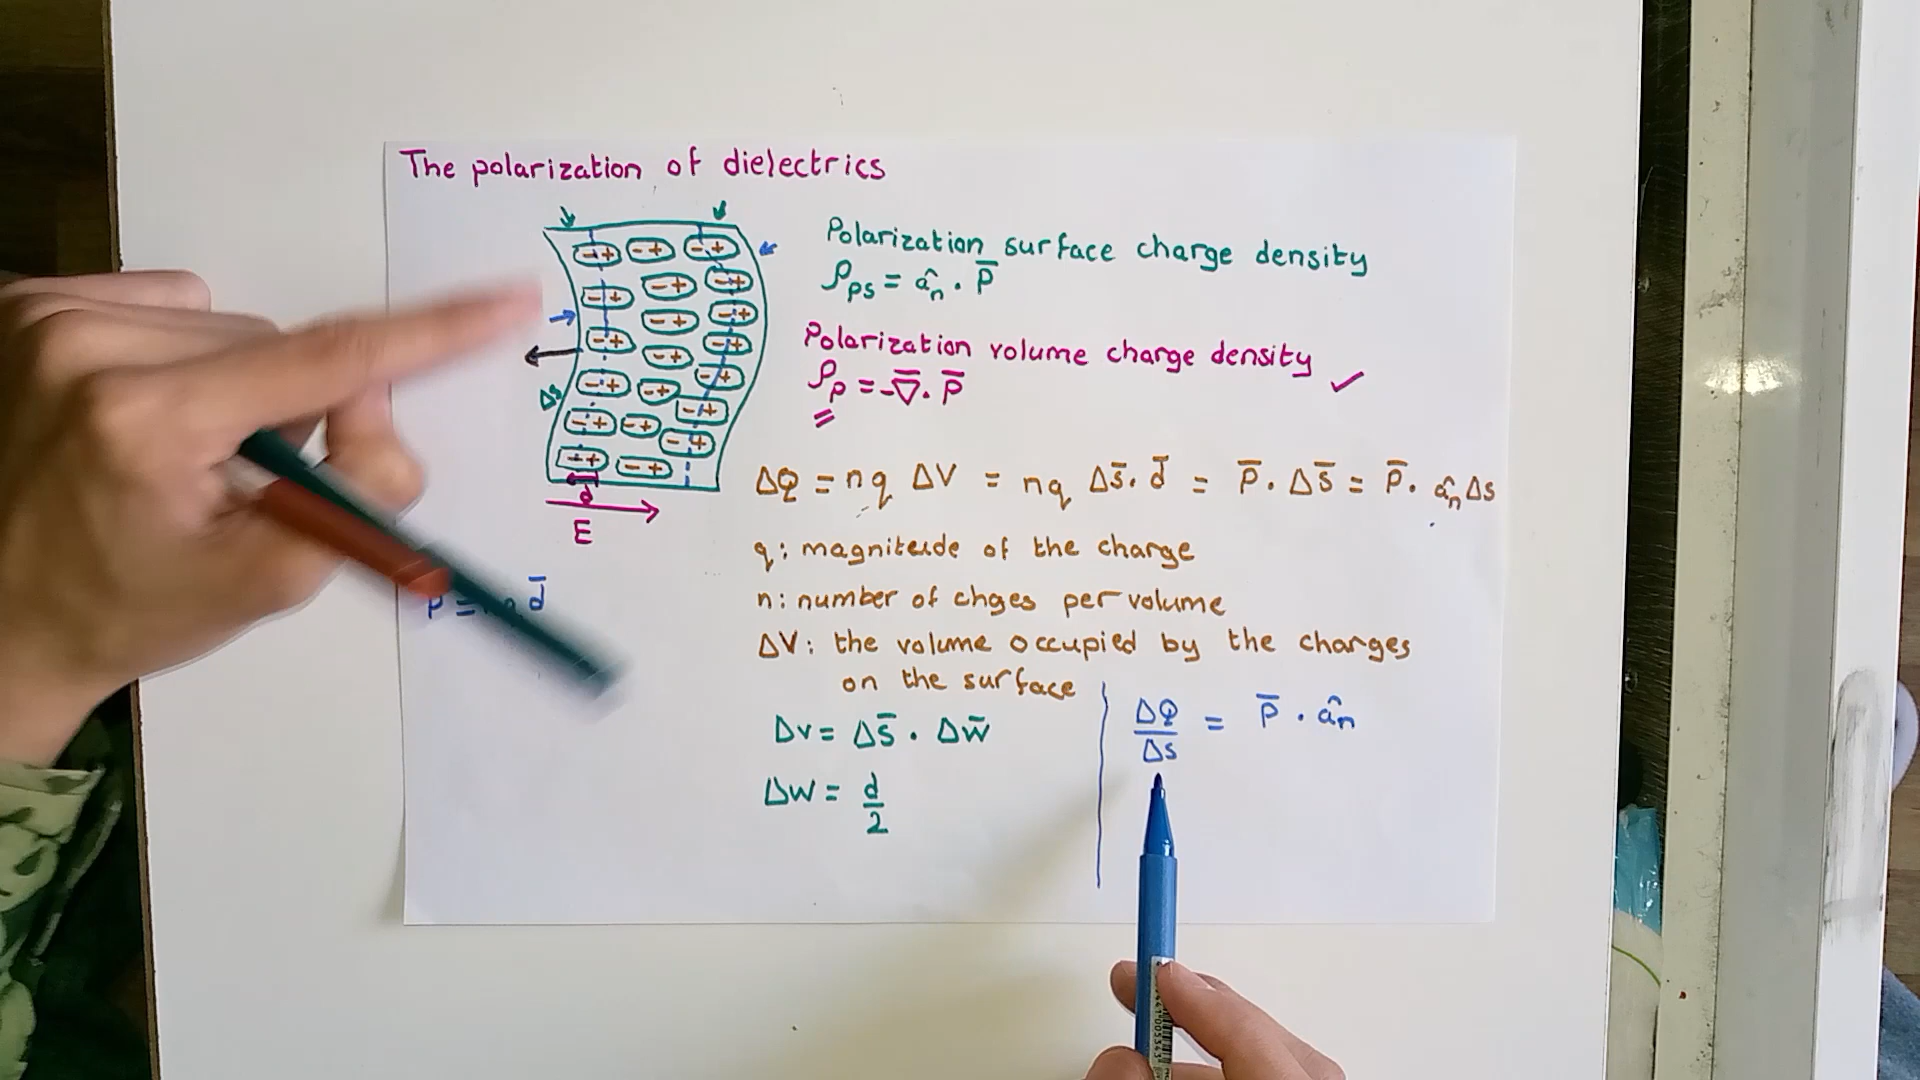 The polarization of dielectrics
Polarization surface charge density
ρps = âₙ · P̄
Polarization volume charge density ✓
ρp = -∇̄ · P̄
Δs
d
E
ΔQ = nq ΔV = nq Δs̄ · d̄ = P̄ · Δs̄ = P̄ · âₙ Δs
q: magnitude of the charge
P = d̄
n: number of chges per volume
ΔV: the volume occupied by the charges
on the surface
Δv = Δs̄ · Δw̄
ΔW = d/2
ΔQ/Δs = P̄ · âₙ